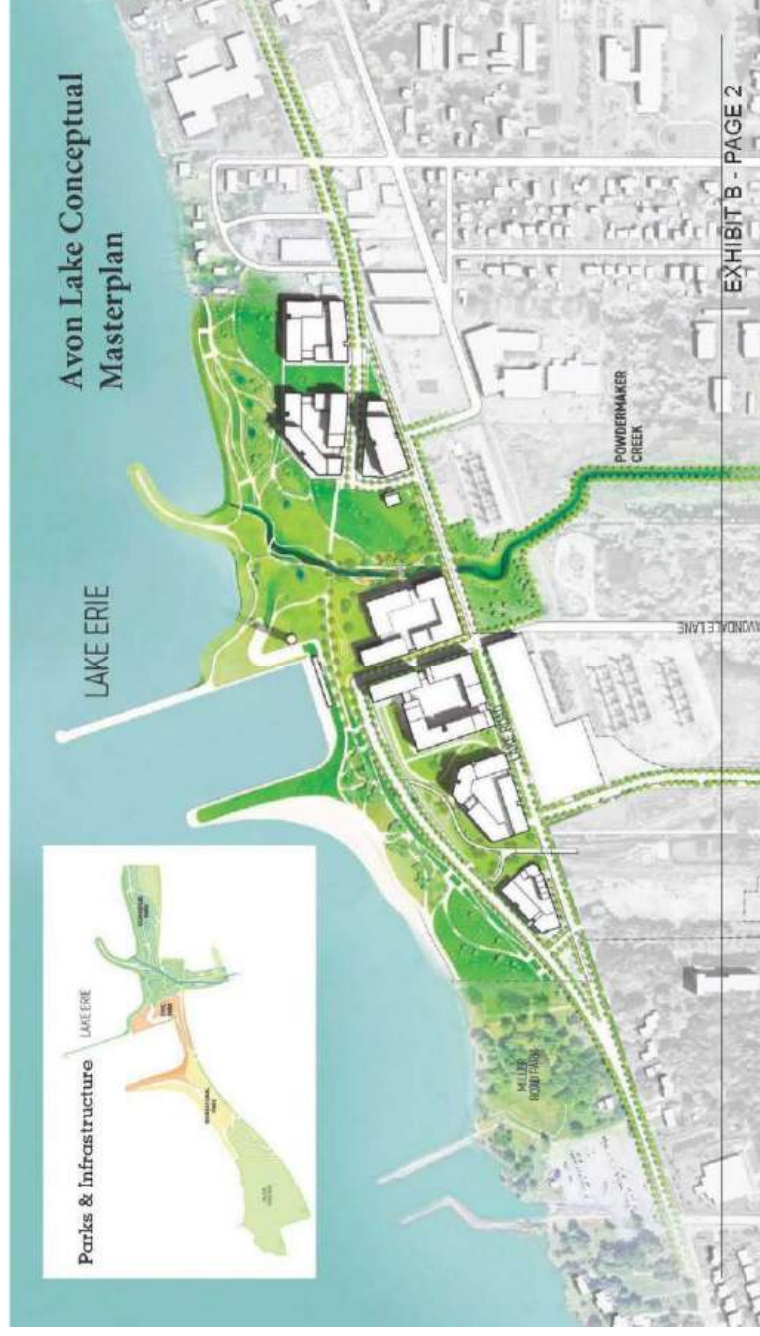 Avon Lake Conceptual
Masterplan
LAKE ERIE
Parks & Infrastructure
LAKE ERIE
MILLER
ROAD PARK
AVONDALE LANE
POWDERMAKER
CREEK
EXHIBIT B - PAGE 2